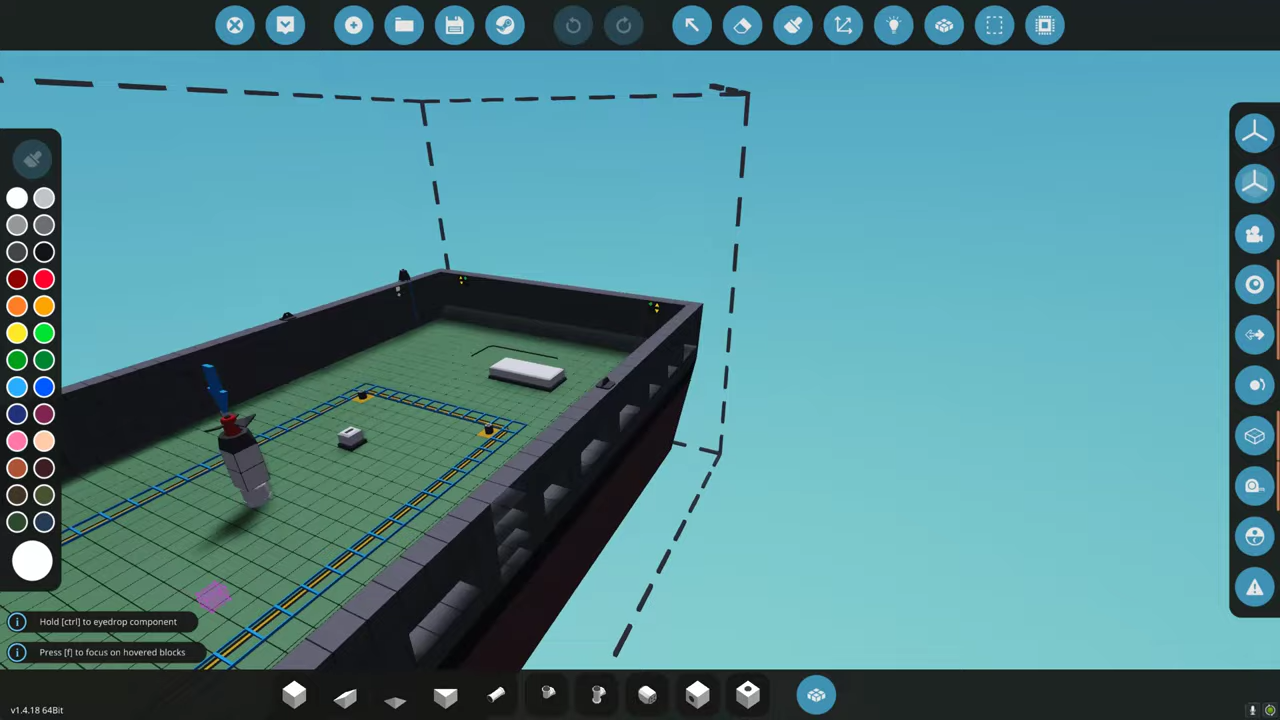 Hold [ctrl] to eyedrop component
Press [f] to focus on hovered blocks
v1.4.18 64Bit